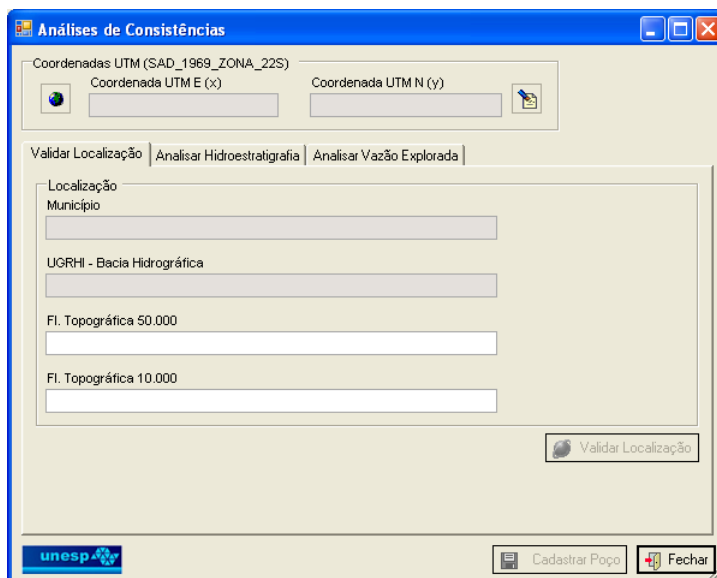 Análises de Consistências
Coordenadas UTM (SAD_1969_ZONA_22S)
Coordenada UTM E (x) Coordenada UTM N (y)
Validar Localização Analisar Hidroestratigrafia Analisar Vazão Explorada
Localização
Município
UGRHI - Bacia Hidrográfica
Fl. Topográfica 50.000
Fl. Topográfica 10.000
Validar Localização
unesp Cadastrar Poço Fechar